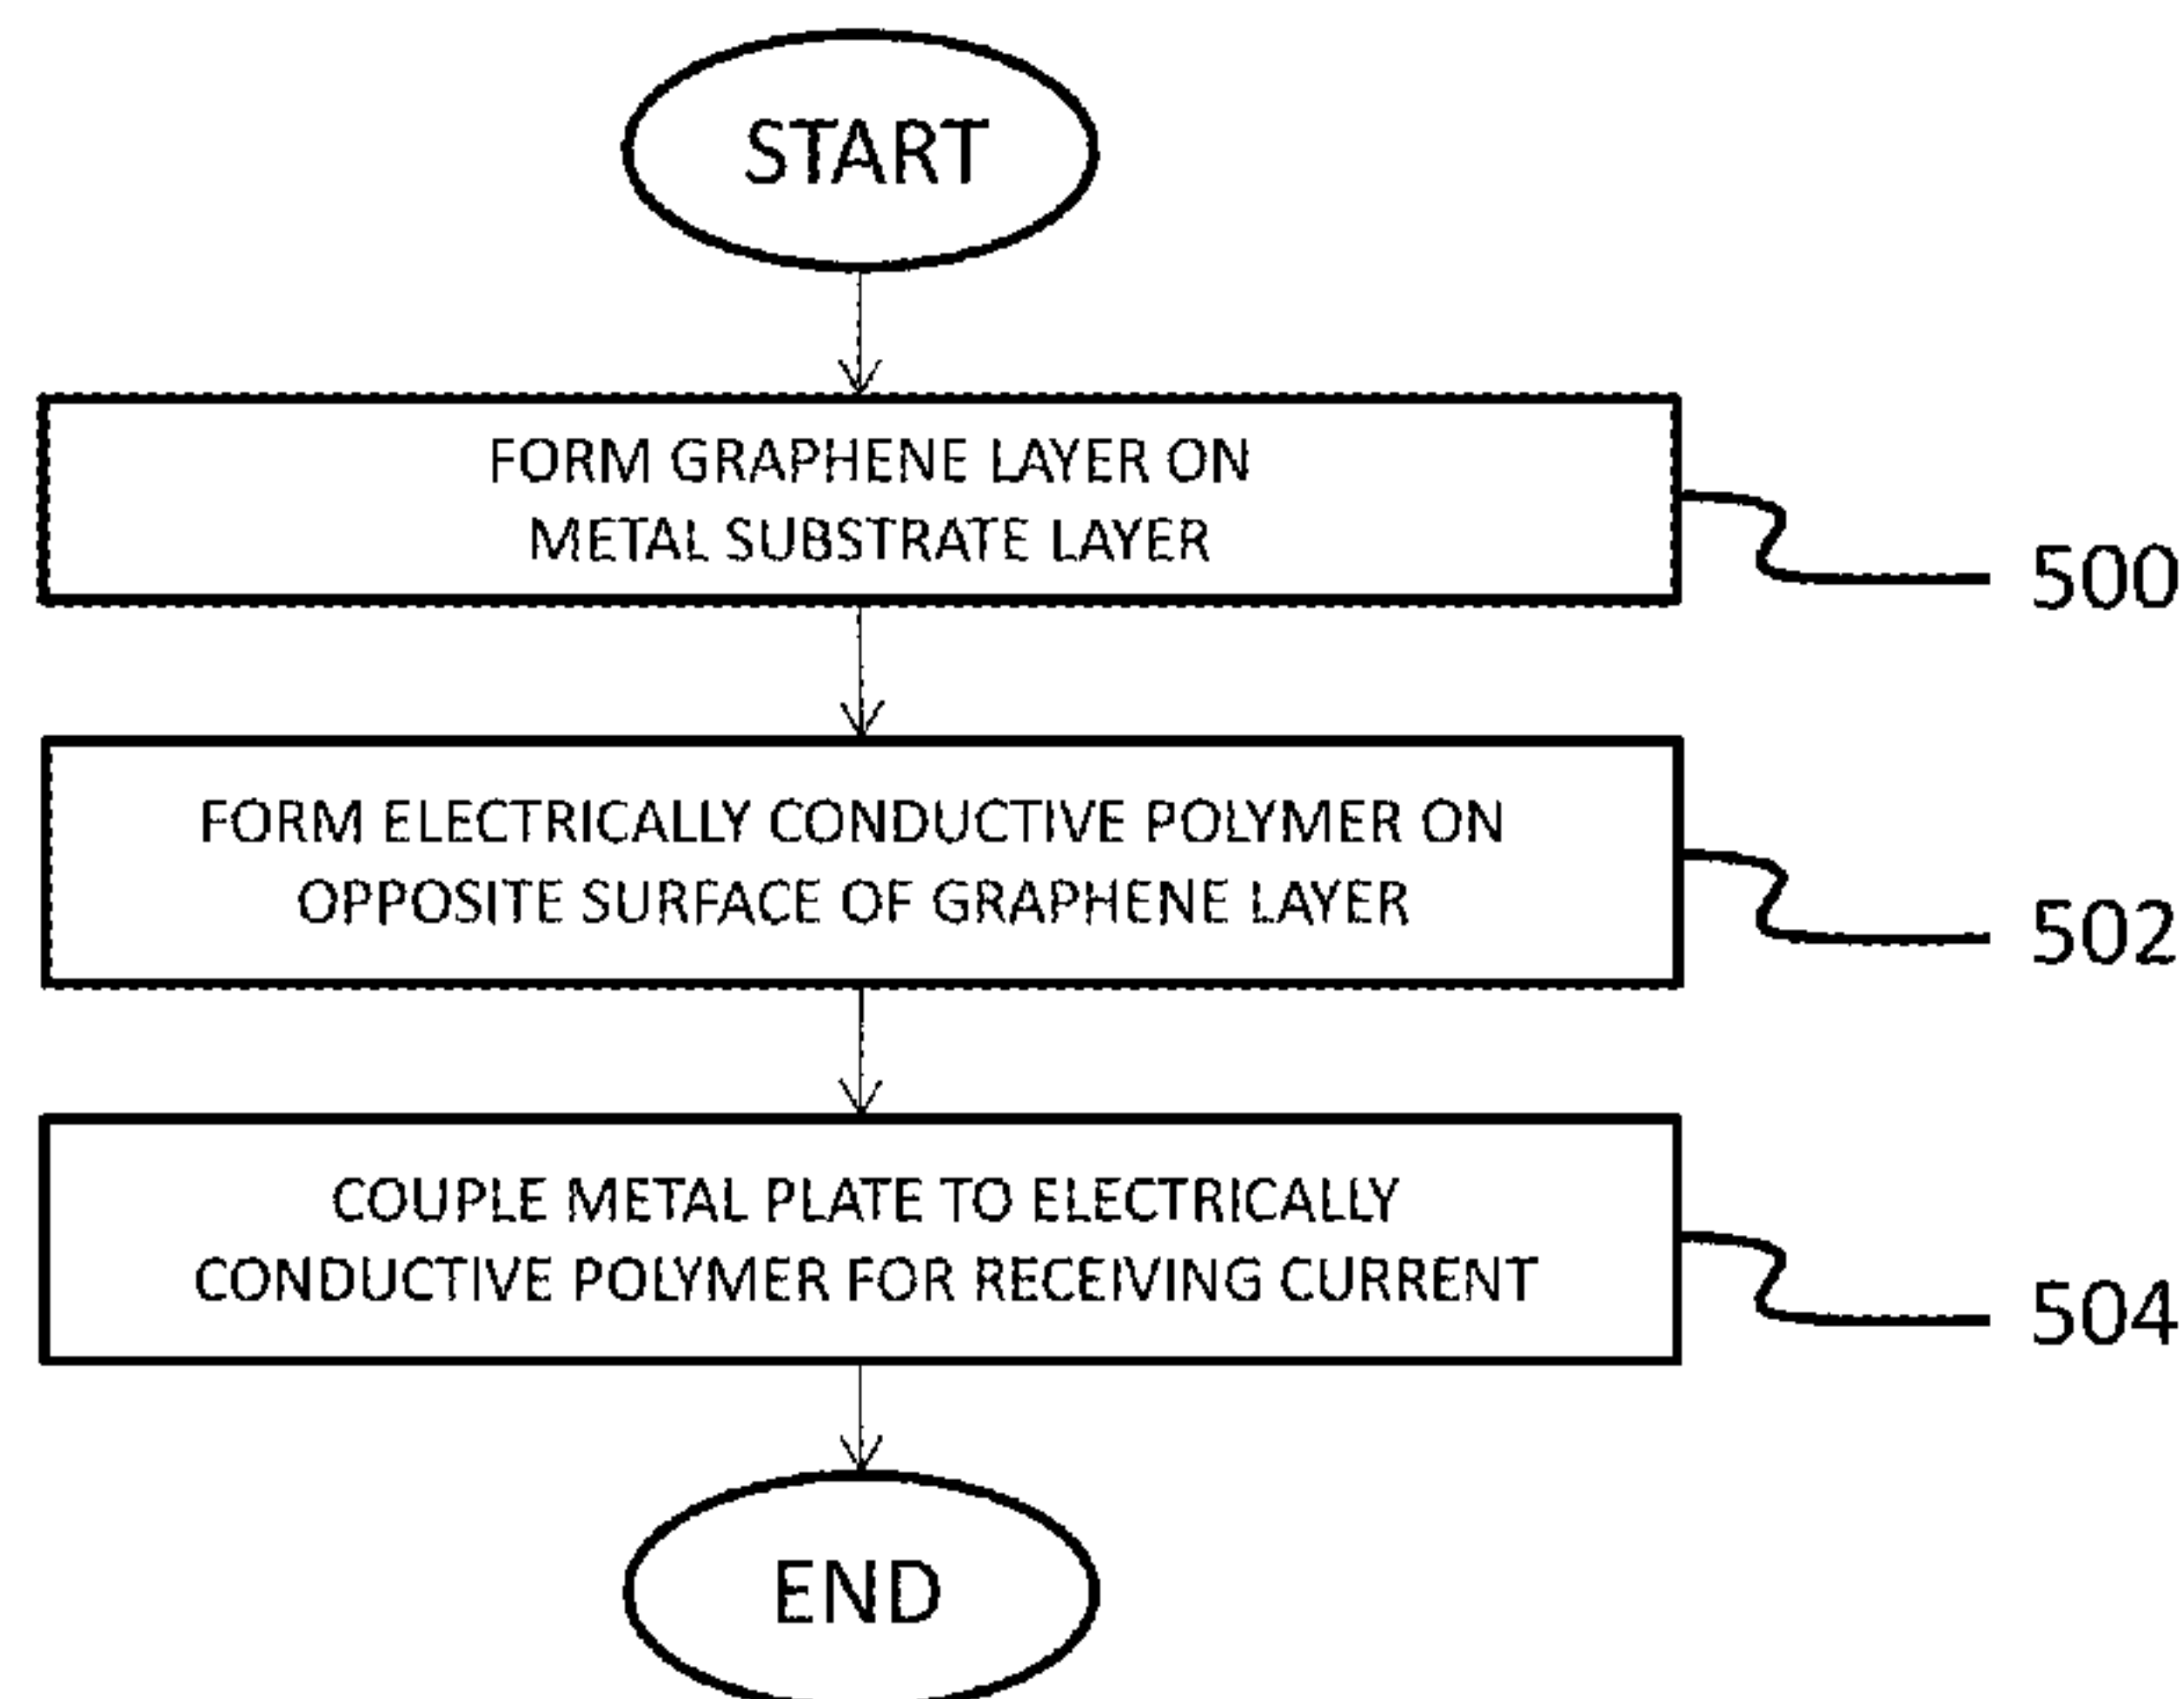 START
FORM GRAPHENE LAYER ON
METAL SUBSTRATE LAYER
500
FORM ELECTRICALLY CONDUCTIVE POLYMER ON
OPPOSITE SURFACE OF GRAPHENE LAYER
502
COUPLE METAL PLATE TO ELECTRICALLY
CONDUCTIVE POLYMER FOR RECEIVING CURRENT
504
END